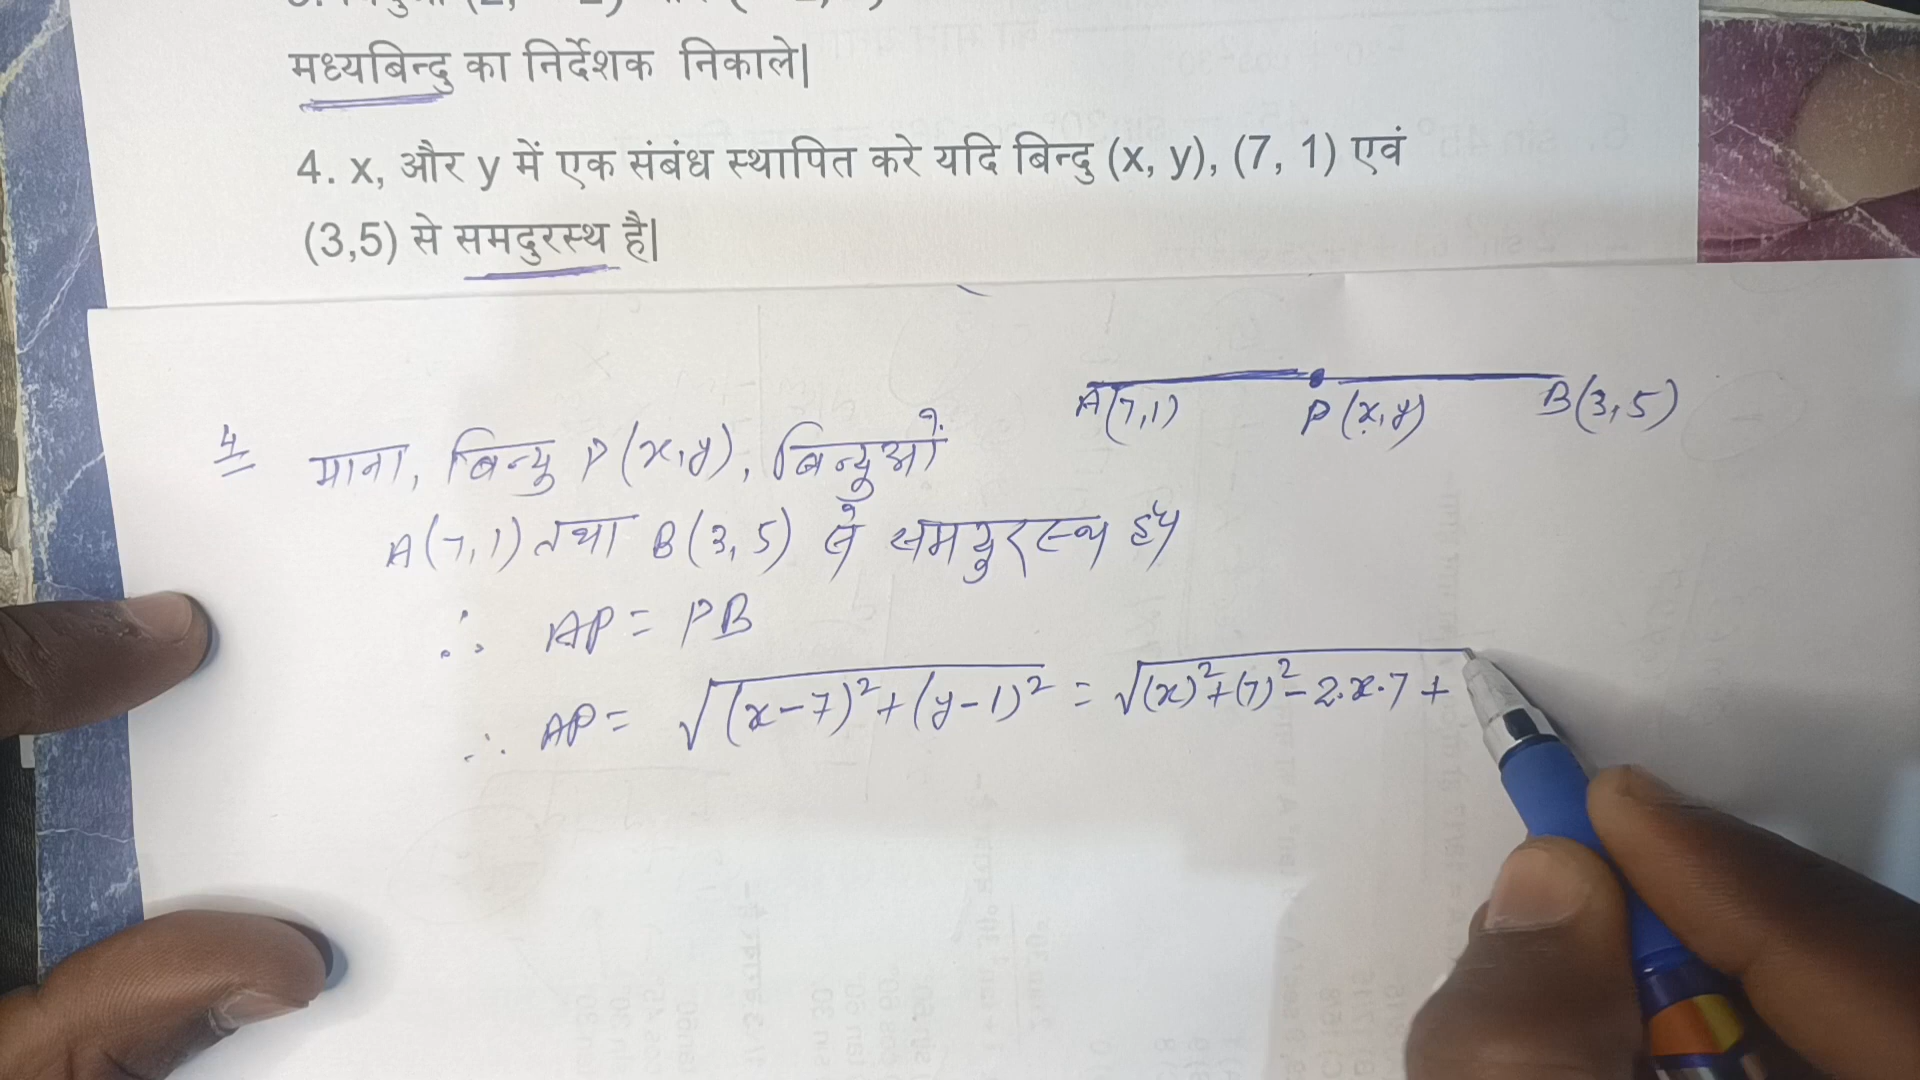 मध्यबिन्दु का निर्देशक निकाले|
4. x, और y में एक संबंध स्थापित करे यदि बिन्दु (x, y), (7, 1) एवं
(3,5) से समदुरस्थ है|
A(7,1) P(x,y) B(3,5)
4 माना, बिन्दु P(x,y), बिन्दुओं
A(7,1) तथा B(3,5) से समदुरस्थ है।
∴ AP = PB
∴ AP = √(x-7)²+(y-1)² = √(x)²+(7)²-2.x.7+